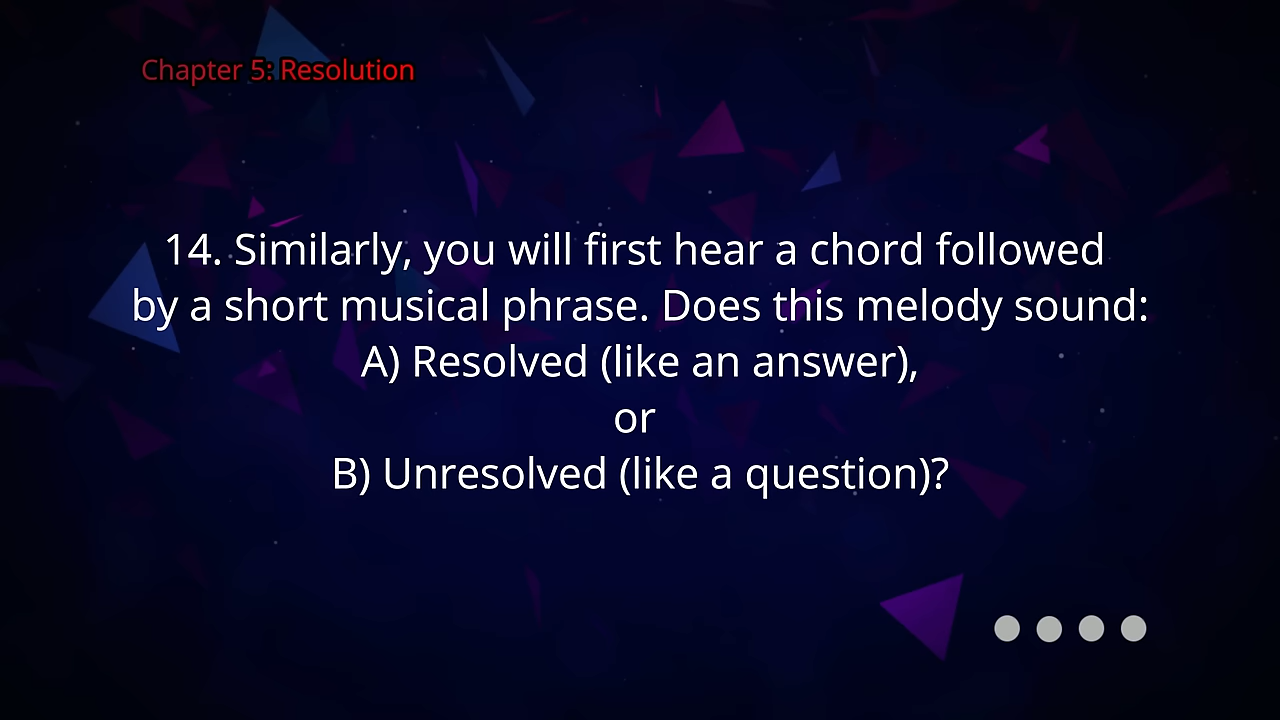 Chapter 5: Resolution
14. Similarly, you will first hear a chord followed
by a short musical phrase. Does this melody sound:
A) Resolved (like an answer),
or
B) Unresolved (like a question)?